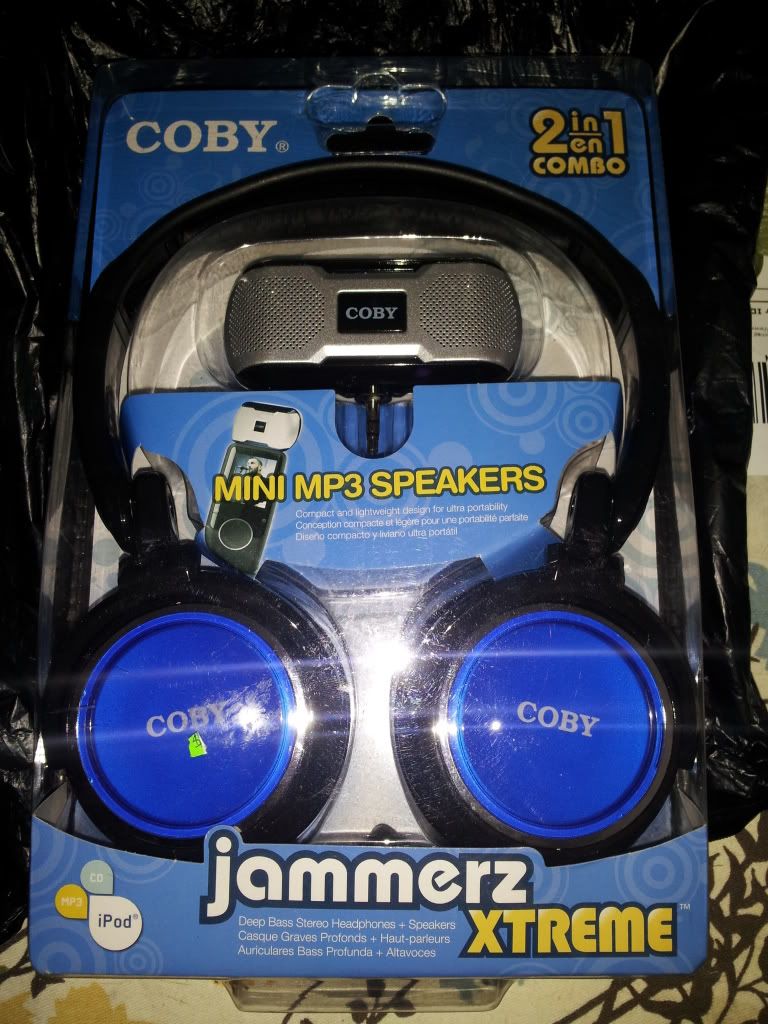 COBY®
2 in 1
en
COMBO
COBY
MINI MP3 SPEAKERS
Compact and lightweight design for ultra portability
Conception compacte et légère pour une portabilité parfaite
Diseño compacto y liviano ultra portátil
COBY
COBY
jammerz
XTREME™
Deep Bass Stereo Headphones + Speakers
Casque Graves Profonds + Haut-parleurs
Auriculares Bass Profunda + Altavoces
CD
MP3
iPod®